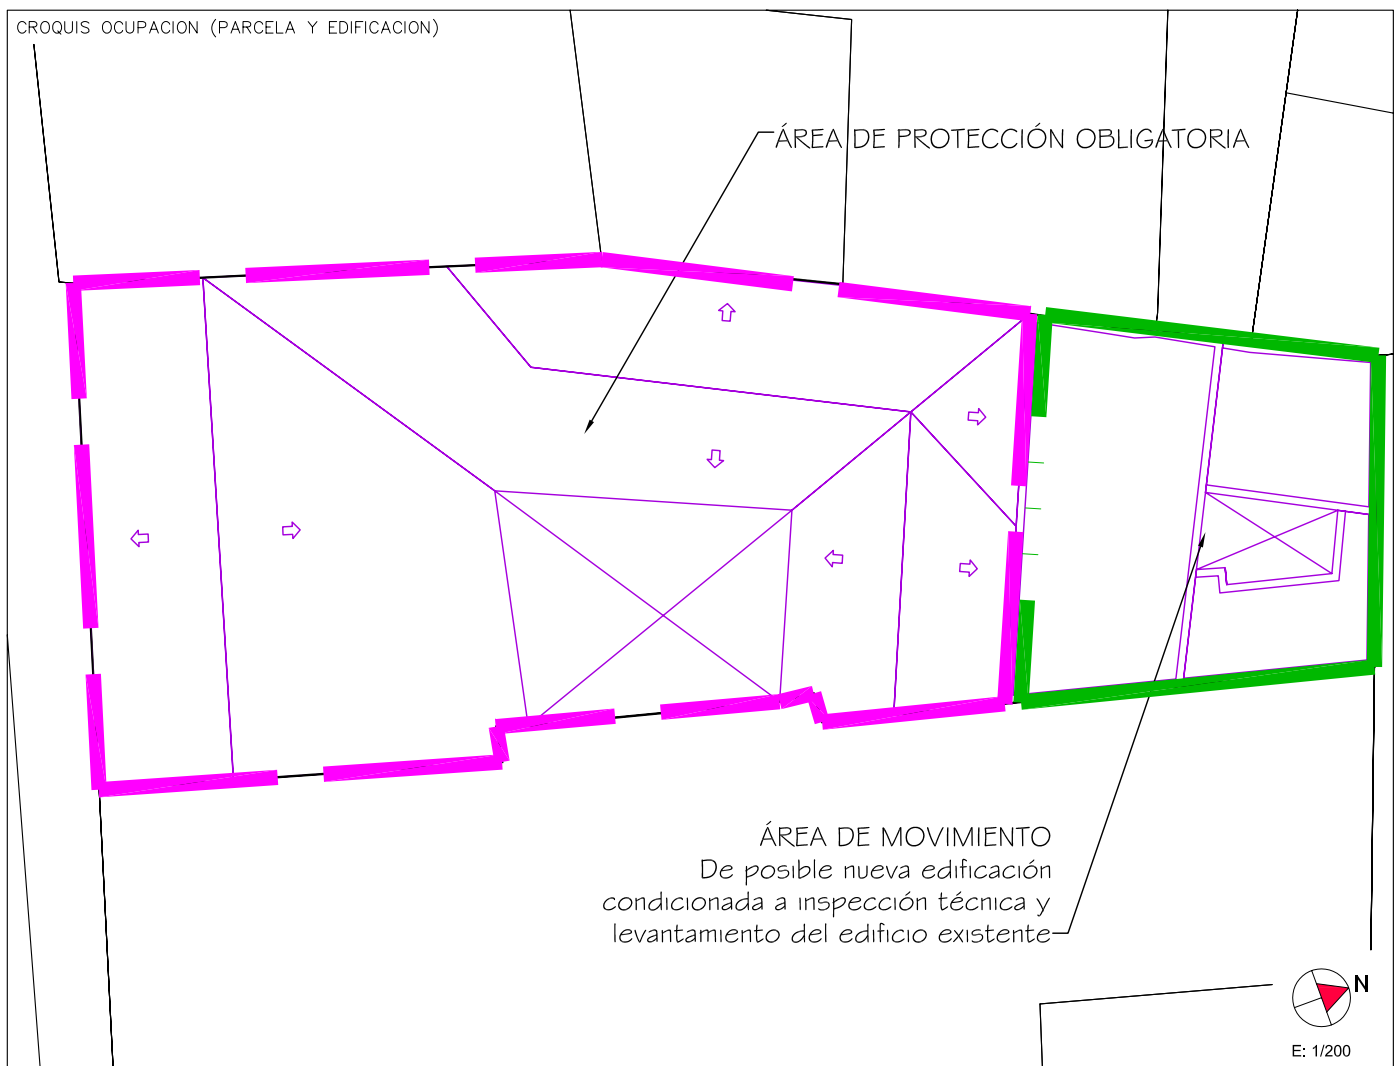 CROQUIS OCUPACION (PARCELA Y EDIFICACION)
ÁREA DE PROTECCIÓN OBLIGATORIA
ÁREA DE MOVIMIENTO
De posible nueva edificación
condicionada a inspección técnica y
levantamiento del edificio existente
N
E: 1/200